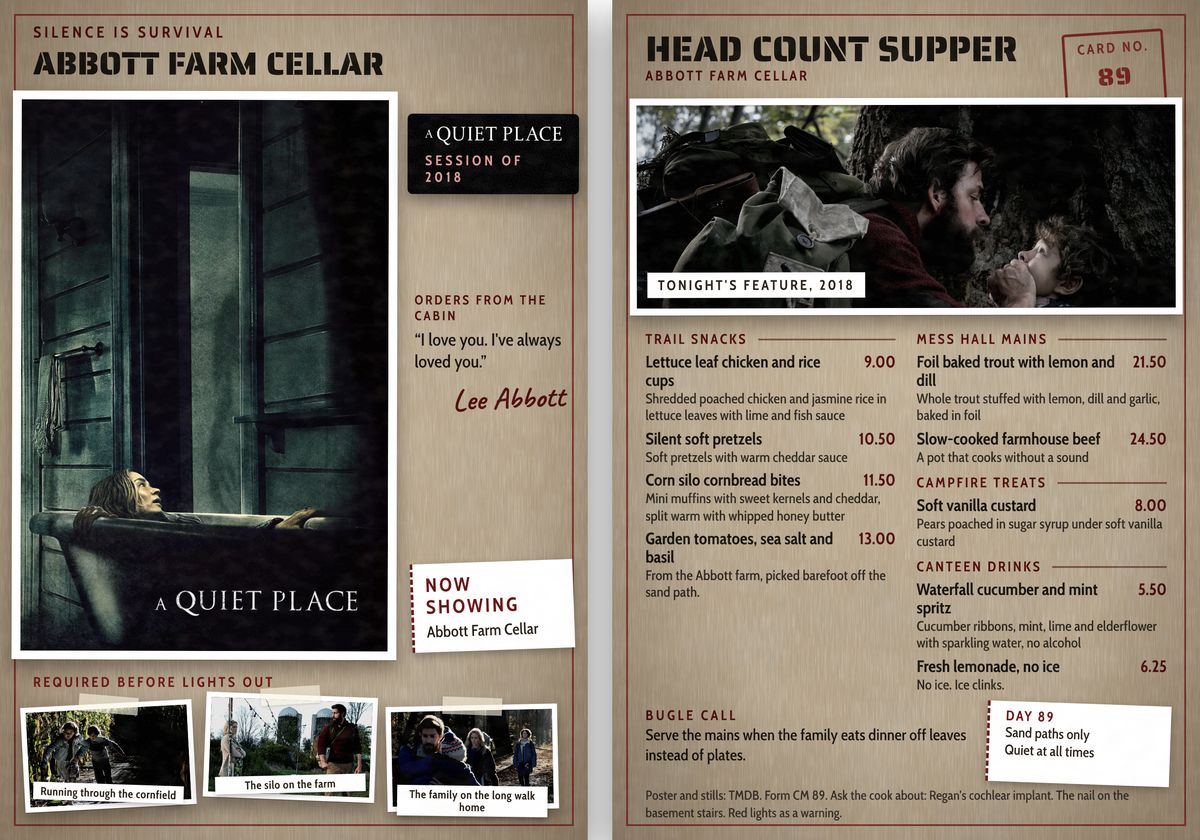 SILENCE IS SURVIVAL
ABBOTT FARM CELLAR
A QUIET PLACE
SESSION OF
2018
ORDERS FROM THE
CABIN
“I love you. I've always
loved you.”
Lee Abbott
A QUIET PLACE
NOW
SHOWING
Abbott Farm Cellar
REQUIRED BEFORE LIGHTS OUT
Running through the cornfield
The silo on the farm
The family on the long walk
home
HEAD COUNT SUPPER
ABBOTT FARM CELLAR
CARD NO.
89
TONIGHT'S FEATURE, 2018
TRAIL SNACKS
Lettuce leaf chicken and rice 9.00
cups
Shredded poached chicken and jasmine rice in
lettuce leaves with lime and fish sauce
Silent soft pretzels 10.50
Soft pretzels with warm cheddar sauce
Corn silo cornbread bites 11.50
Mini muffins with sweet kernels and cheddar,
split warm with whipped honey butter
Garden tomatoes, sea salt and 13.00
basil
From the Abbott farm, picked barefoot off the
sand path.
MESS HALL MAINS
Foil baked trout with lemon and 21.50
dill
Whole trout stuffed with lemon, dill and garlic,
baked in foil
Slow-cooked farmhouse beef 24.50
A pot that cooks without a sound
CAMPFIRE TREATS
Soft vanilla custard 8.00
Pears poached in sugar syrup under soft vanilla
custard
CANTEEN DRINKS
Waterfall cucumber and mint 5.50
spritz
Cucumber ribbons, mint, lime and elderflower
with sparkling water, no alcohol
Fresh lemonade, no ice 6.25
No ice. Ice clinks.
BUGLE CALL
Serve the mains when the family eats dinner off leaves
instead of plates.
DAY 89
Sand paths only
Quiet at all times
Poster and stills: TMDB. Form CM 89. Ask the cook about: Regan's cochlear implant. The nail on the
basement stairs. Red lights as a warning.